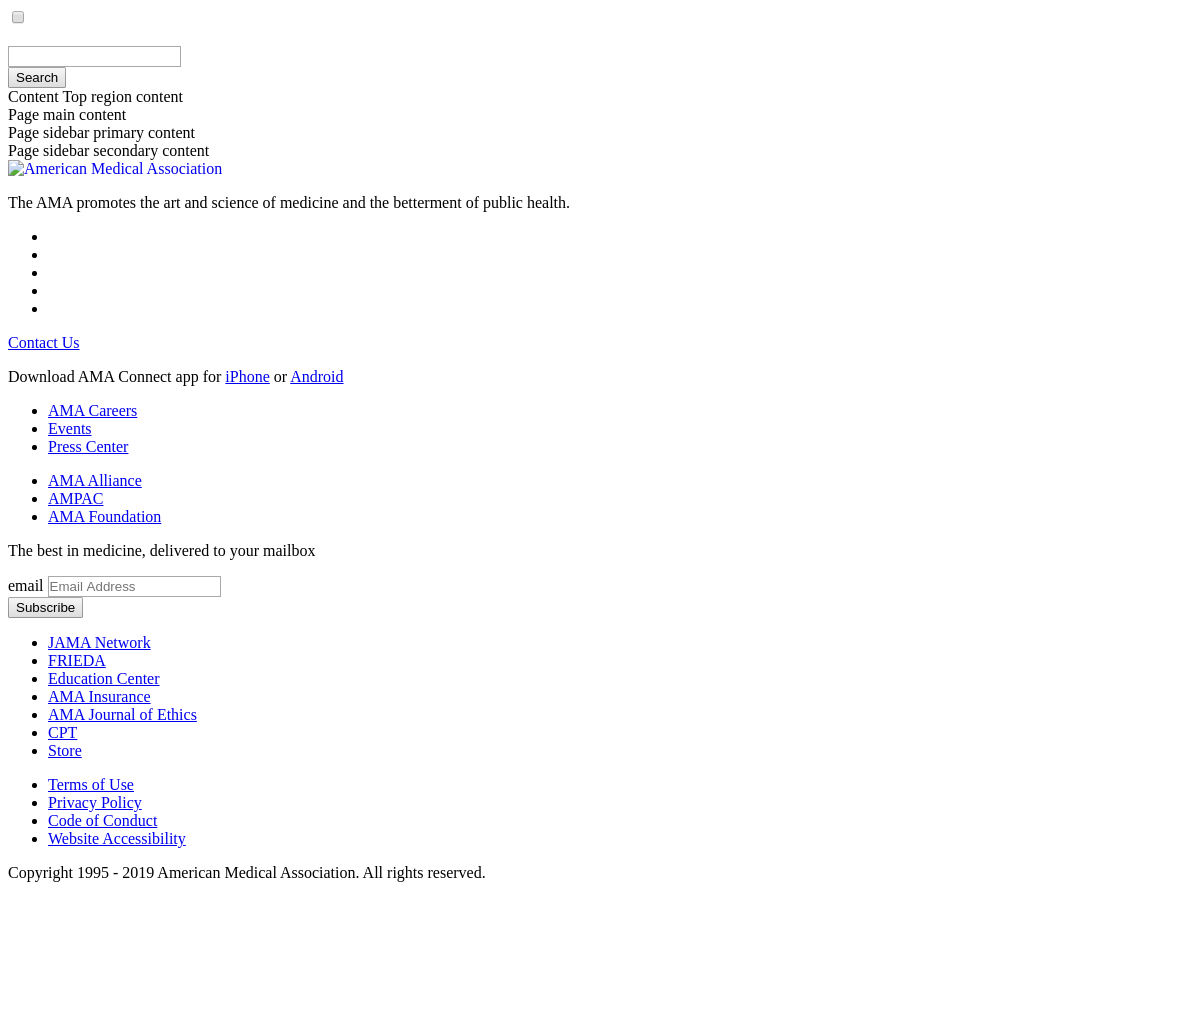 Search
Content Top region content
Page main content
Page sidebar primary content
Page sidebar secondary content
American Medical Association
The AMA promotes the art and science of medicine and the betterment of public health.
Contact Us
Download AMA Connect app for iPhone or Android
AMA Careers
Events
Press Center
AMA Alliance
AMPAC
AMA Foundation
The best in medicine, delivered to your mailbox
email Email Address
Subscribe
JAMA Network
FRIEDA
Education Center
AMA Insurance
AMA Journal of Ethics
CPT
Store
Terms of Use
Privacy Policy
Code of Conduct
Website Accessibility
Copyright 1995 - 2019 American Medical Association. All rights reserved.